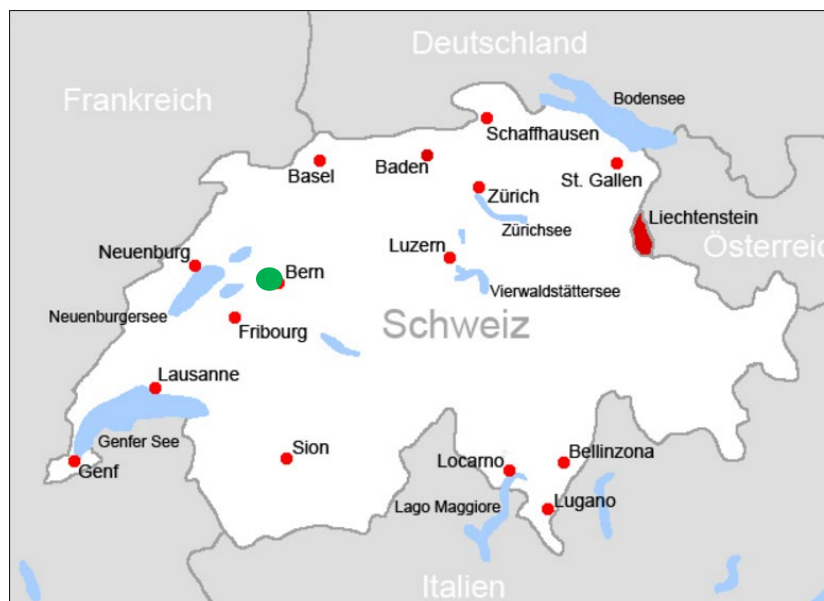 Deutschland
Frankreich
Bodensee
Schaffhausen
Basel
Baden
St. Gallen
Zürich
Liechtenstein
Zürichsee
Österreic
Neuenburg
Luzern
Bern
Vierwaldstättersee
Neuenburgersee
Schweiz
Fribourg
Lausanne
Genfer See
Sion
Locarno
Bellinzona
Genf
Lago Maggiore
Lugano
Italien